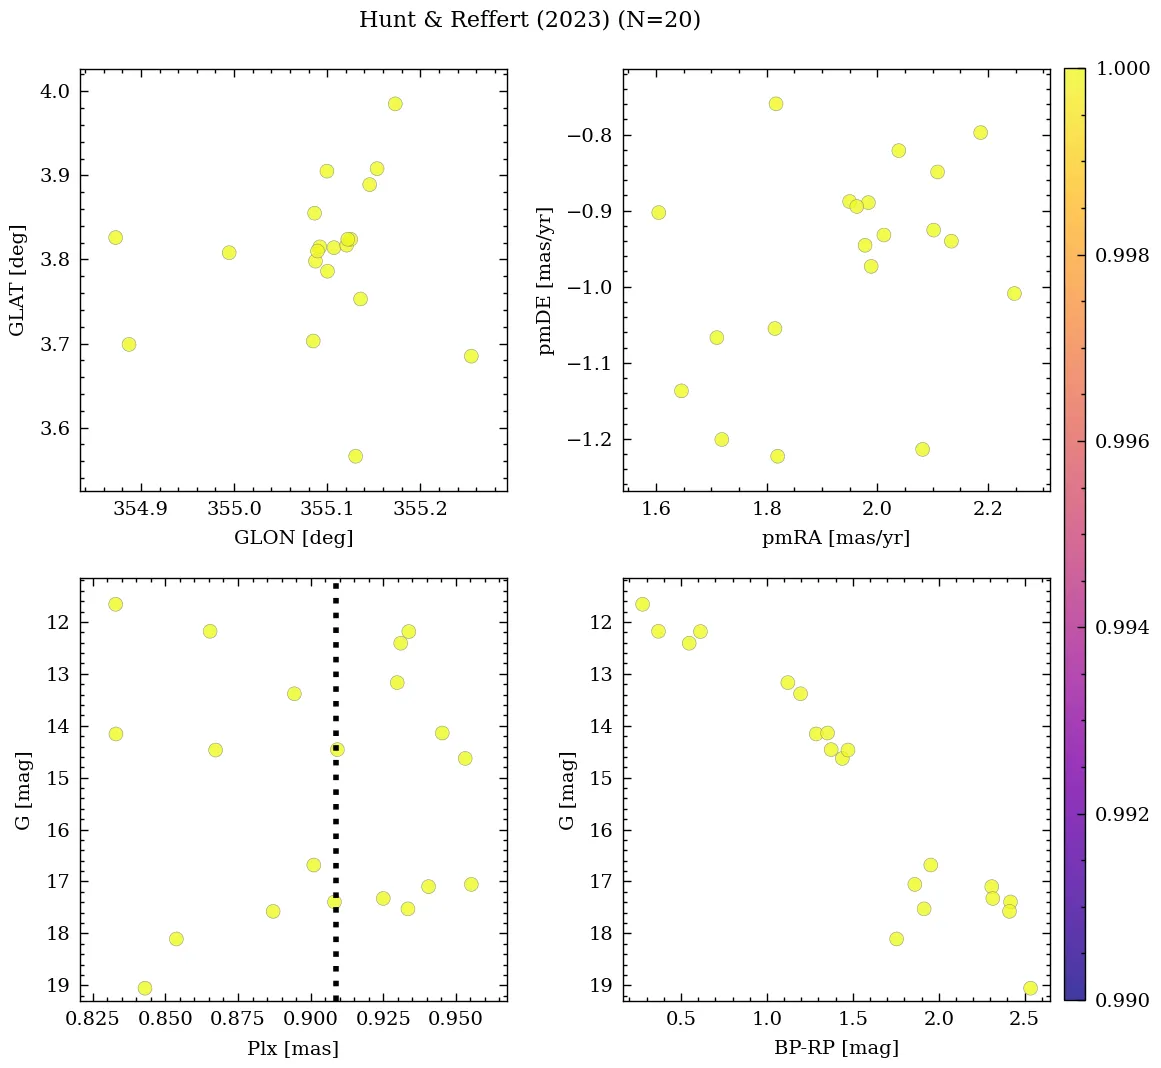 Hunt & Reffert (2023) (N=20)
4.0
3.9
3.8
3.7
3.6
GLAT [deg]
354.9 355.0 355.1 355.2
GLON [deg]
−0.8
−0.9
−1.0
−1.1
−1.2
pmDE [mas/yr]
1.6 1.8 2.0 2.2
pmRA [mas/yr]
12
13
14
15
16
17
18
19
G [mag]
0.825 0.850 0.875 0.900 0.925 0.950
Plx [mas]
12
13
14
15
16
17
18
19
G [mag]
0.5 1.0 1.5 2.0 2.5
BP-RP [mag]
1.000
0.998
0.996
0.994
0.992
0.990